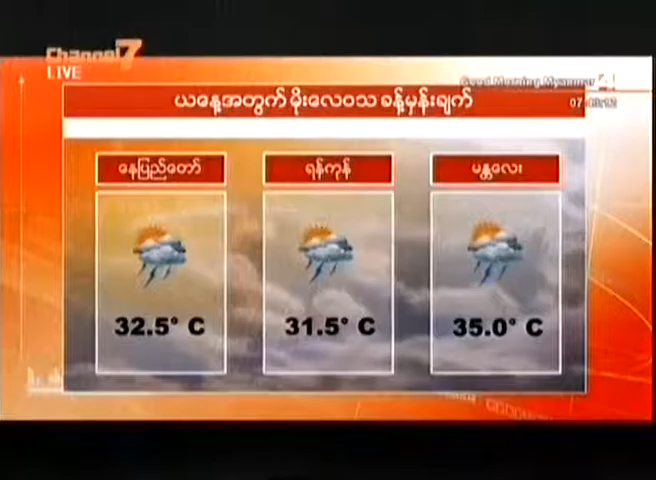 Channel 7
LIVE
Good Morning Myanmar
ယနေ့အတွက် မိုးလေဝသ ခန့်မှန်းချက်
နေပြည်တော်
ရန်ကုန်
မန္တလေး
32.5° C
31.5° C
35.0° C